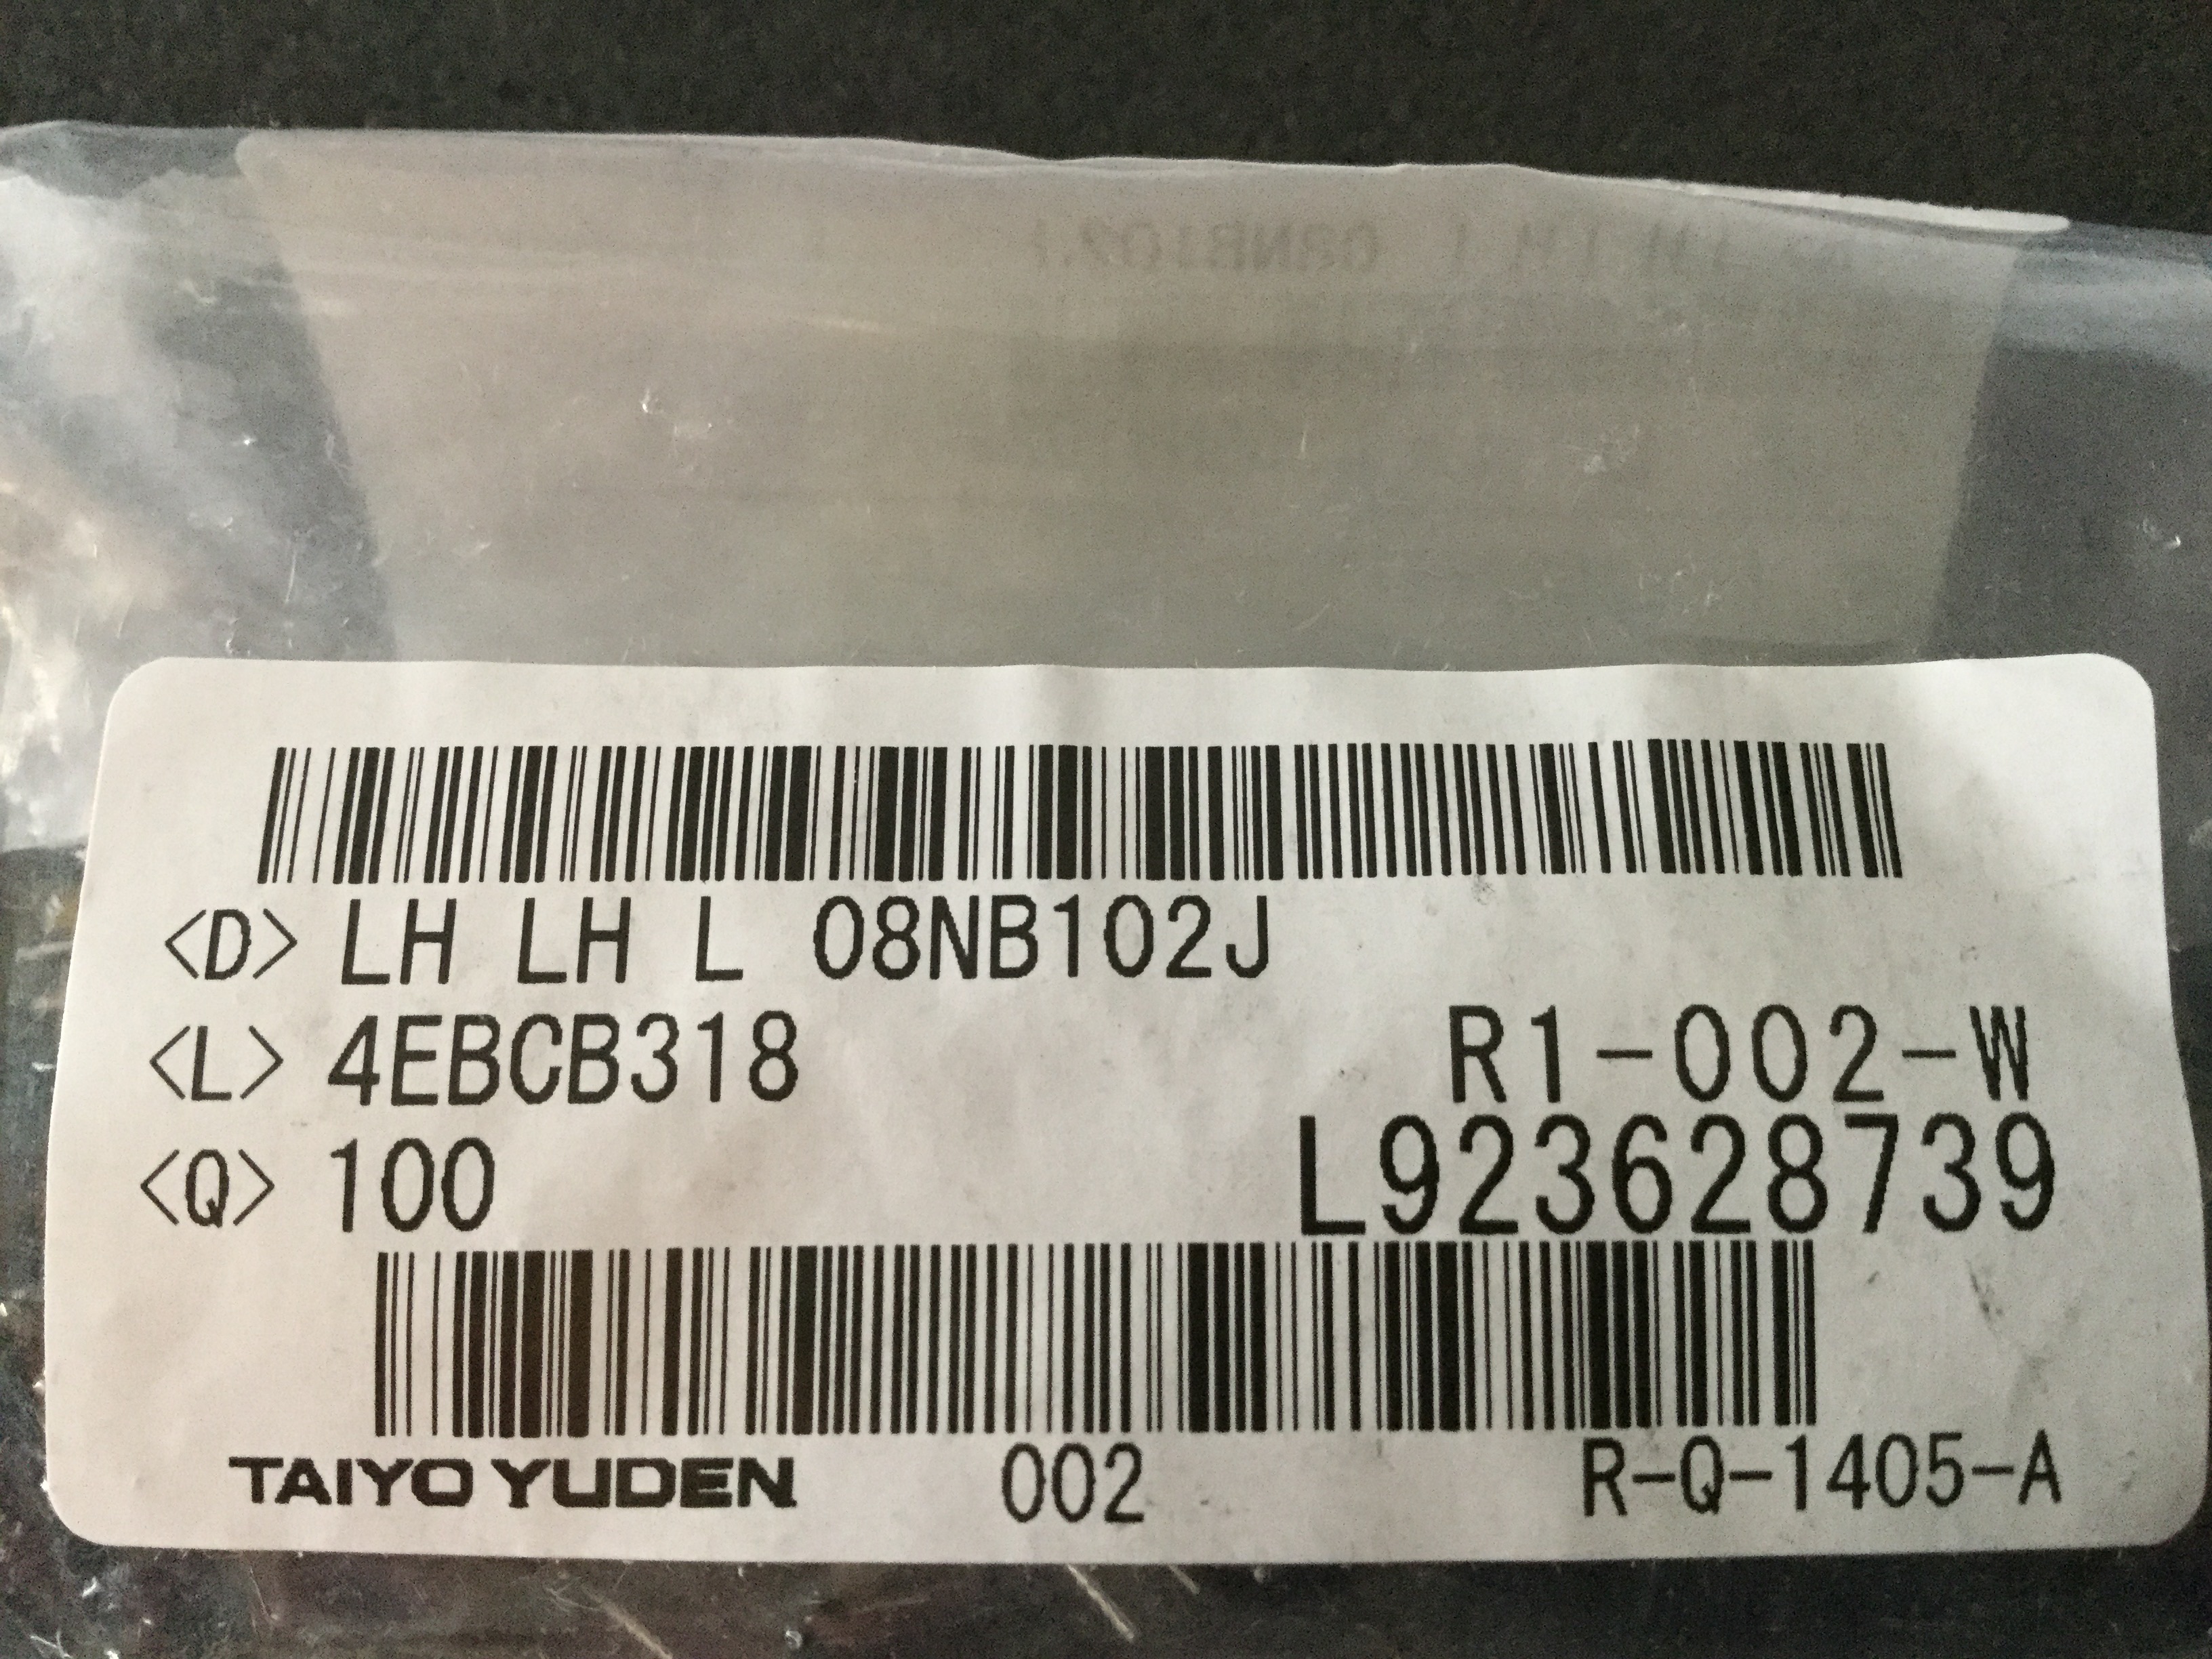 <D> LH LH L 08NB102J
<L> 4EBCB318
R1-002-W
<Q> 100
L923628739
TAIYO YUDEN 002 R-Q-1405-A